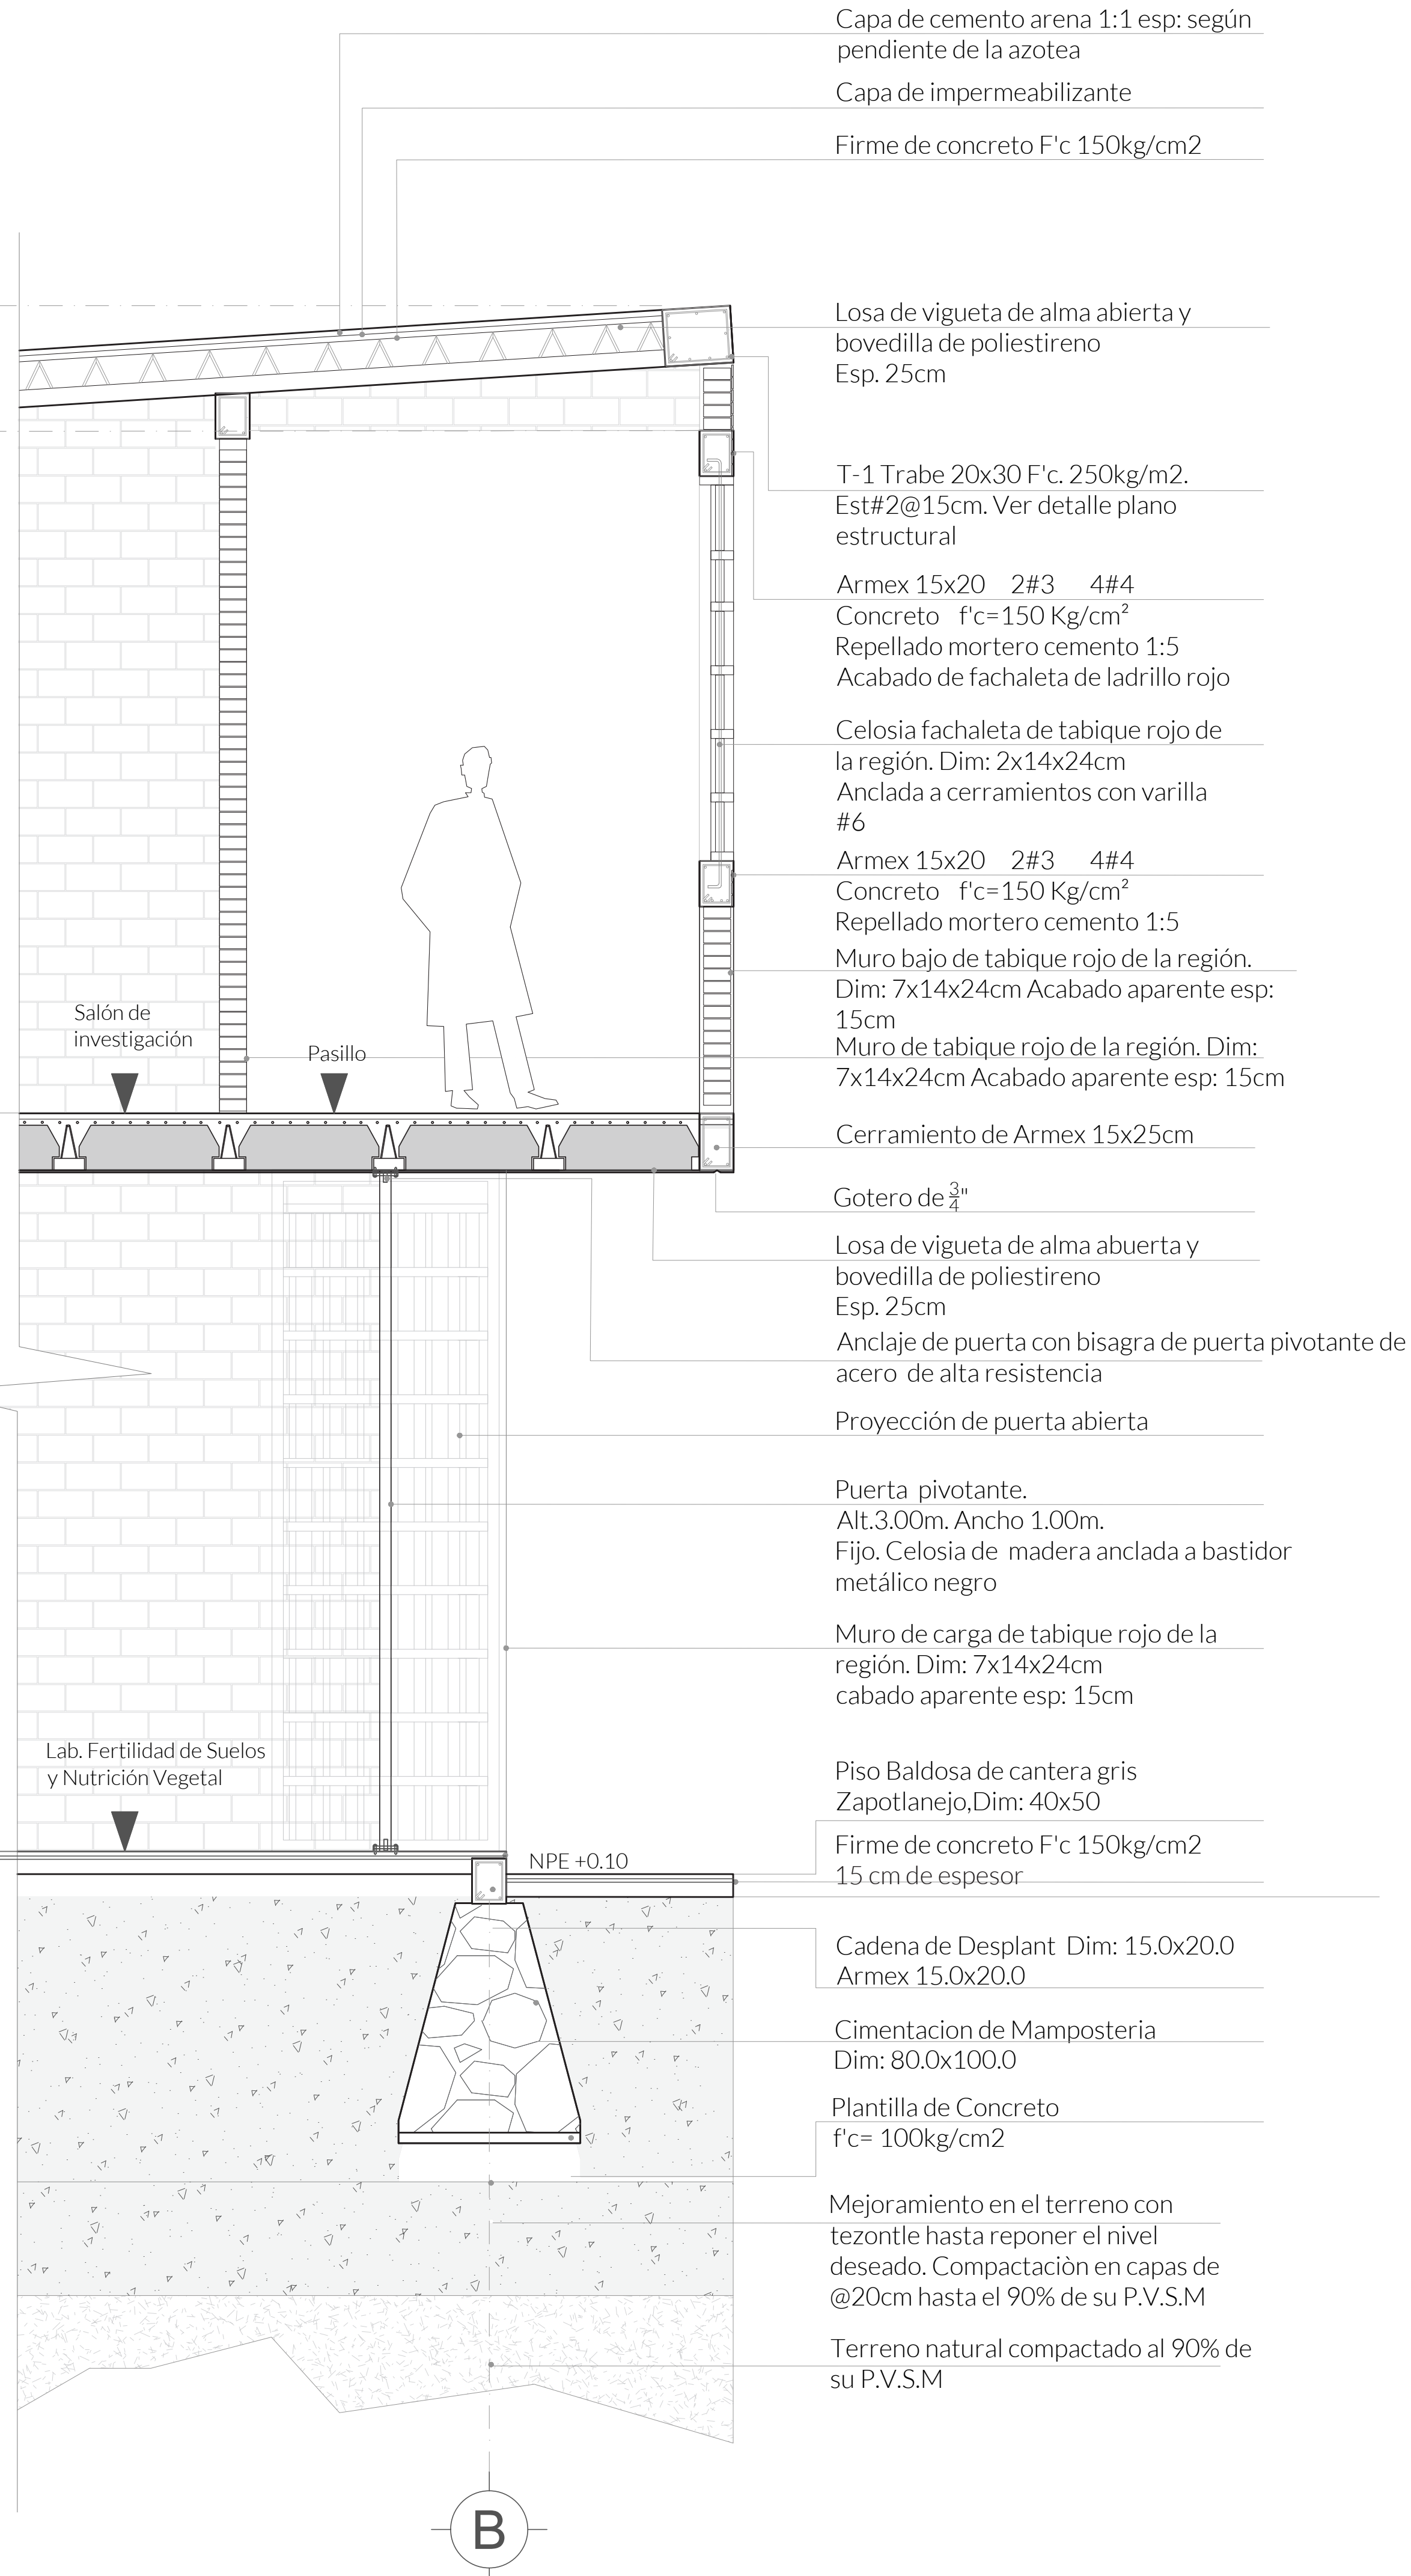 Capa de cemento arena 1:1 esp: según
pendiente de la azotea
Capa de impermeabilizante
Firme de concreto F'c 150kg/cm2
Losa de vigueta de alma abierta y
bovedilla de poliestireno
Esp. 25cm
T-1 Trabe 20x30 F'c. 250kg/m2.
Est#2@15cm. Ver detalle plano
estructural
Armex 15x20 2#3 4#4
Concreto f'c=150 Kg/cm²
Repellado mortero cemento 1:5
Acabado de fachaleta de ladrillo rojo
Celosia fachaleta de tabique rojo de
la región. Dim: 2x14x24cm
Anclada a cerramientos con varilla
#6
Armex 15x20 2#3 4#4
Concreto f'c=150 Kg/cm²
Repellado mortero cemento 1:5
Muro bajo de tabique rojo de la región.
Dim: 7x14x24cm Acabado aparente esp:
15cm
Muro de tabique rojo de la región. Dim:
7x14x24cm Acabado aparente esp: 15cm
Salón de
investigación
Pasillo
Cerramiento de Armex 15x25cm
Gotero de 3/4"
Losa de vigueta de alma abuerta y
bovedilla de poliestireno
Esp. 25cm
Anclaje de puerta con bisagra de puerta pivotante de
acero de alta resistencia
Proyección de puerta abierta
Puerta pivotante.
Alt.3.00m. Ancho 1.00m.
Fijo. Celosia de madera anclada a bastidor
metálico negro
Muro de carga de tabique rojo de la
región. Dim: 7x14x24cm
cabado aparente esp: 15cm
Lab. Fertilidad de Suelos
y Nutrición Vegetal
Piso Baldosa de cantera gris
Zapotlanejo,Dim: 40x50
Firme de concreto F'c 150kg/cm2
15 cm de espesor
NPE +0.10
Cadena de Desplant Dim: 15.0x20.0
Armex 15.0x20.0
Cimentacion de Mamposteria
Dim: 80.0x100.0
Plantilla de Concreto
f'c= 100kg/cm2
Mejoramiento en el terreno con
tezontle hasta reponer el nivel
deseado. Compactaciòn en capas de
@20cm hasta el 90% de su P.V.S.M
Terreno natural compactado al 90% de
su P.V.S.M
B